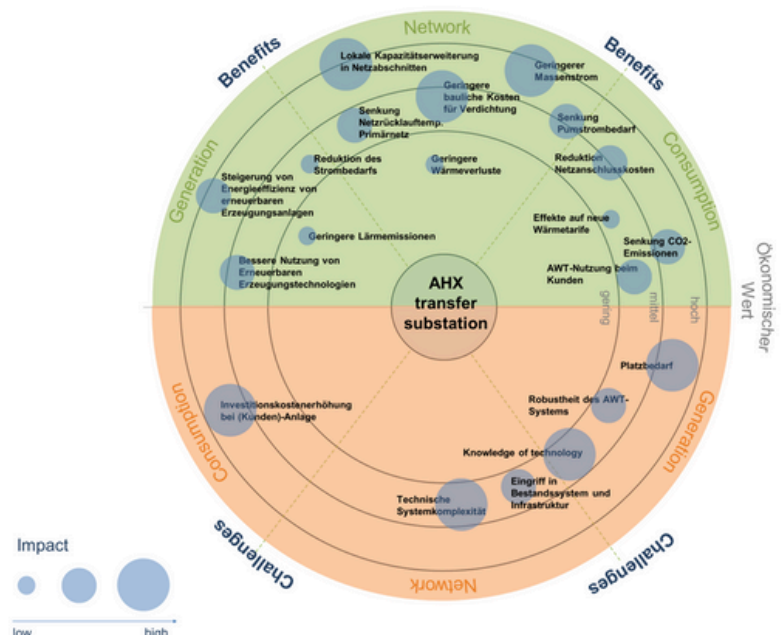 Network
Benefits
Benefits
Lokale Kapazitätserweiterung
in Netzabschnitten
Geringerer
Massenstrom
Geringere
bauliche Kosten
für Verdichtung
Senkung
Netzrücklauftemp.
Primärnetz
Senkung
Pumstrombedarf
Generation
Consumption
Reduktion des
Strombedarfs
Geringere
Wärmeverluste
Reduktion
Netzanschlusskosten
Steigerung von
Energieeffizienz von
erneuerbaren
Erzeugungsanlagen
Effekte auf neue
Wärmetarife
Geringere Lärmemissionen
Senkung CO2-
Emissionen
Bessere Nutzung von
Erneuerbaren
Erzeugungstechnologien
AWT-Nutzung beim
Kunden
AHX
transfer
substation
gering
mittel
hoch
Ökonomischer
Wert
Platzbedarf
Consumption
Investitionskostenerhöhung
bei (Kunden)-Anlage
Robustheit des AWT-
Systems
Generation
Knowledge of technology
Technische
Systemkomplexität
Eingriff in
Bestandssystem und
Infrastruktur
Challenges
Challenges
Network
Impact
low
high